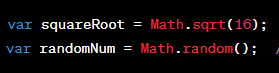 var squareRoot = Math.sqrt(16);
var randomNum = Math.random(); /